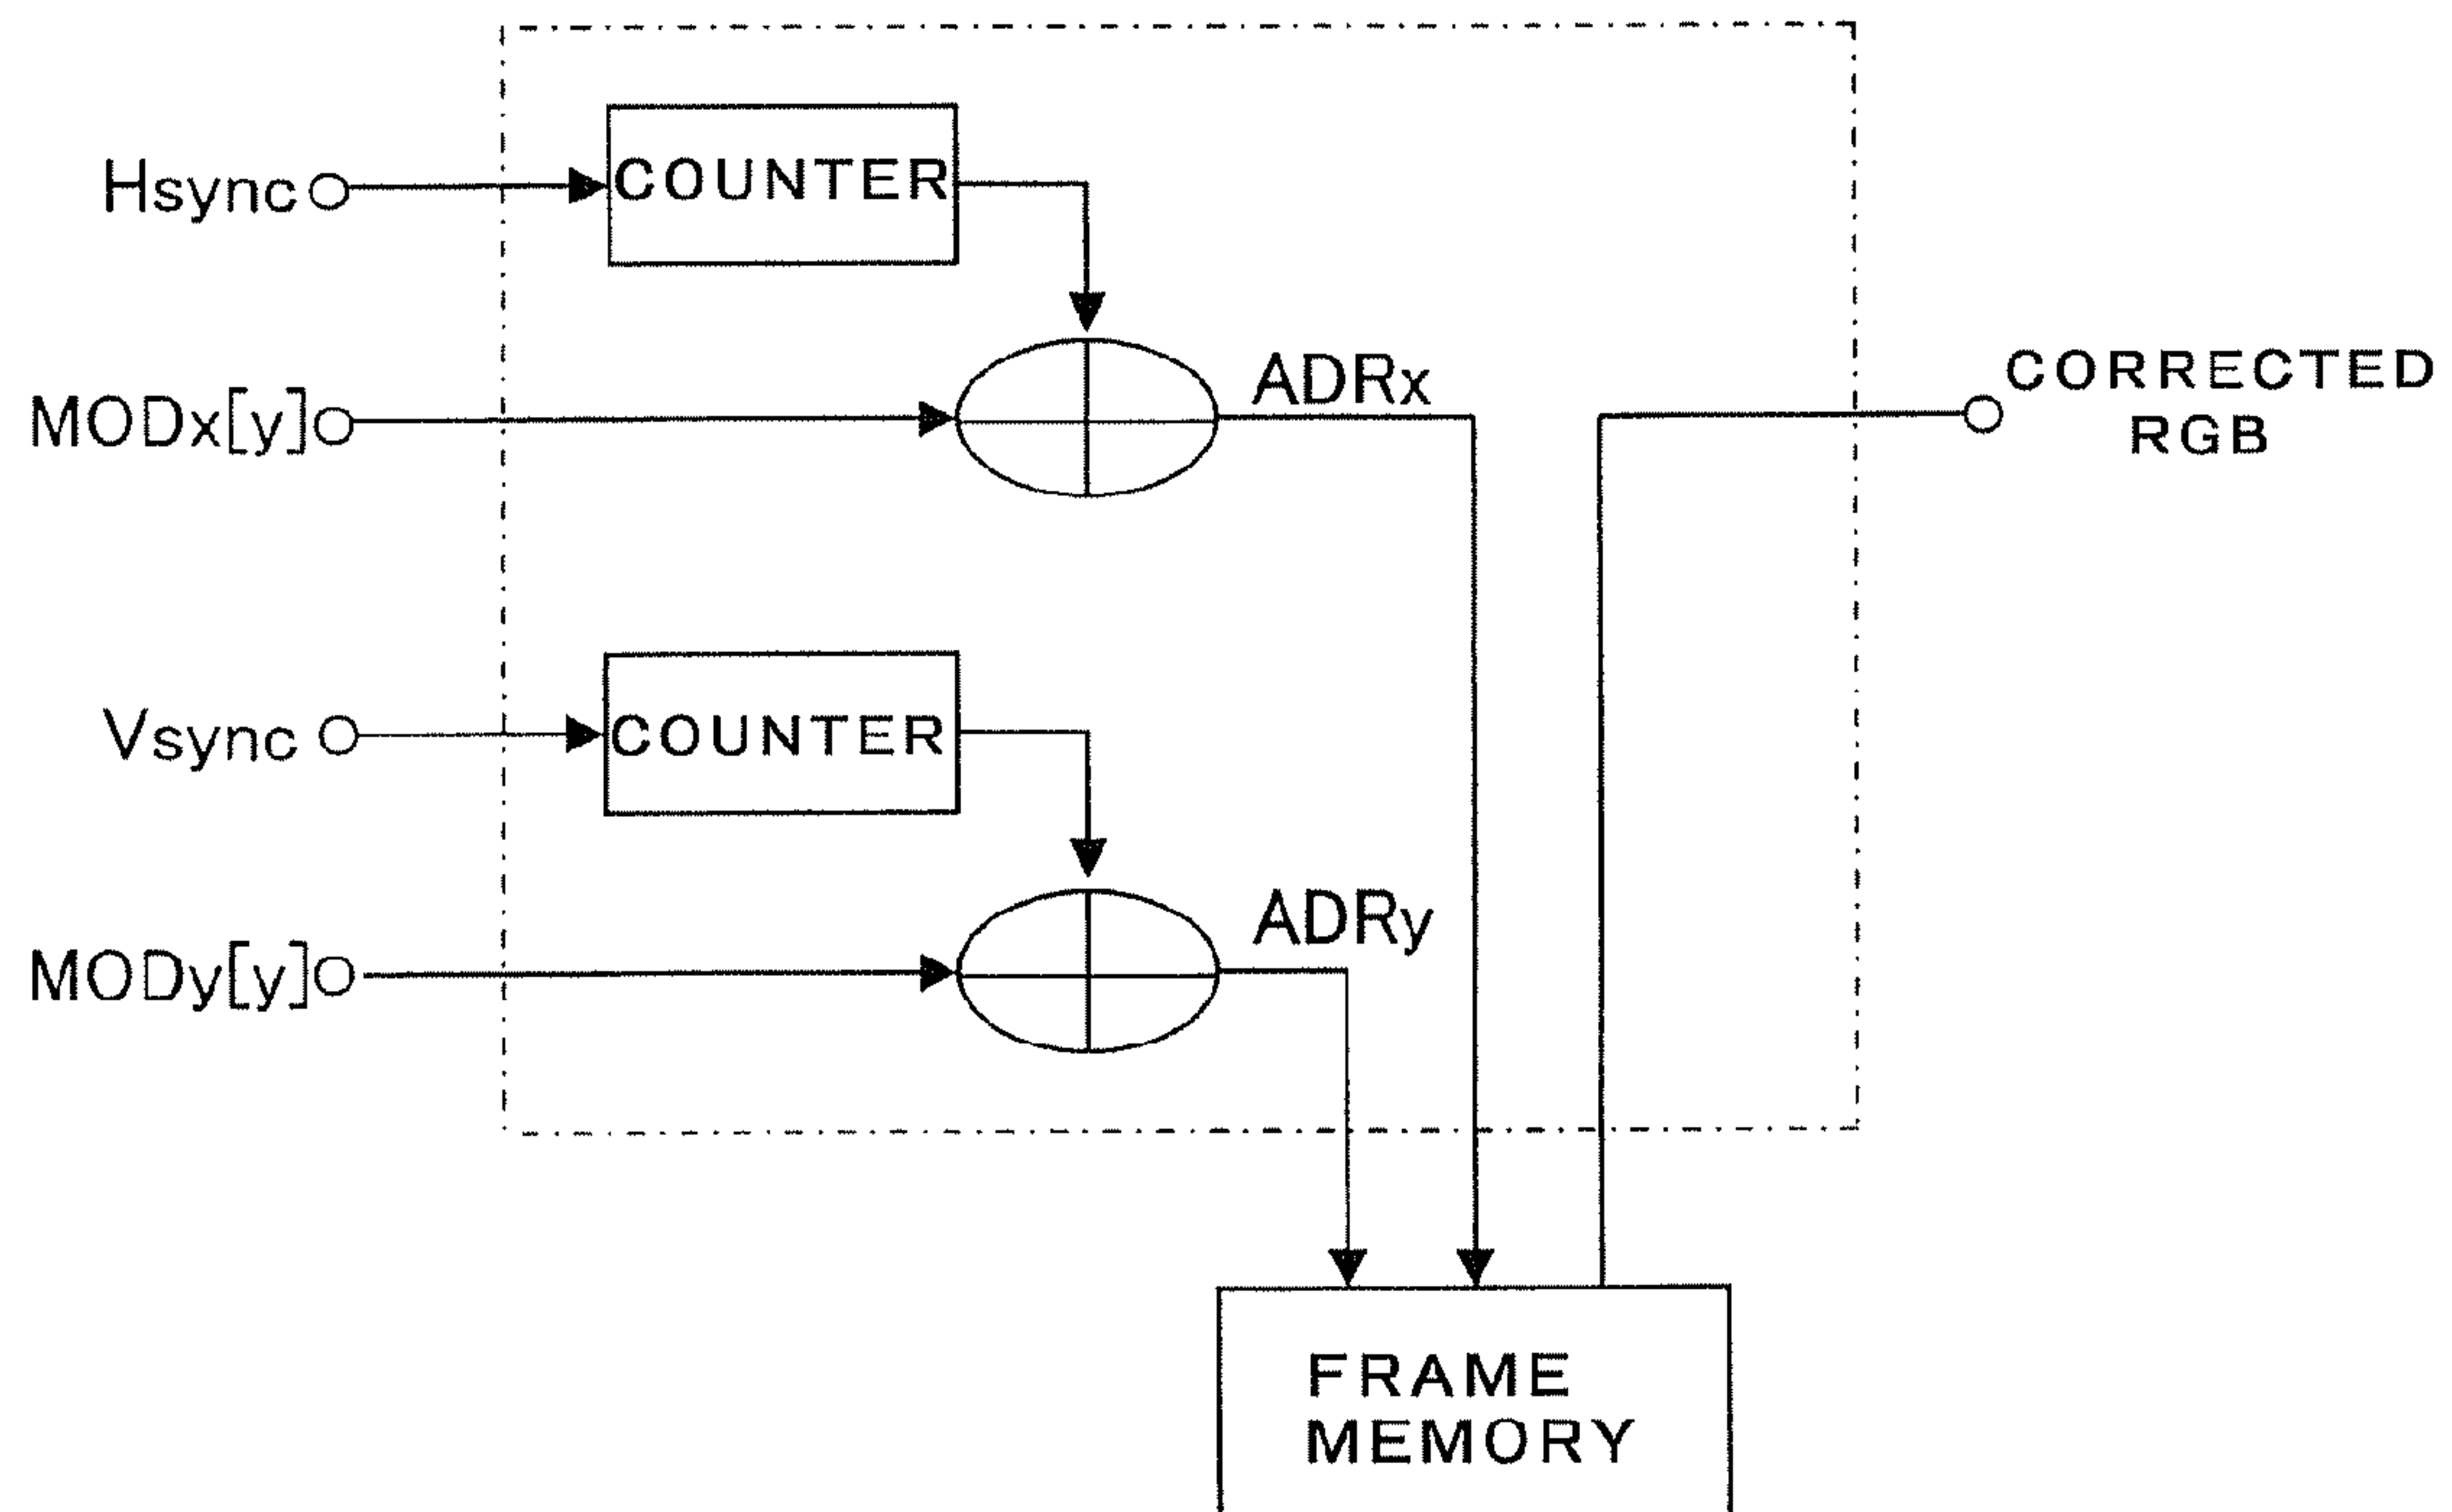 Hsync
COUNTER
MODx[y]
ADRx
CORRECTED
RGB
Vsync
COUNTER
MODy[y]
ADRy
FRAME
MEMORY